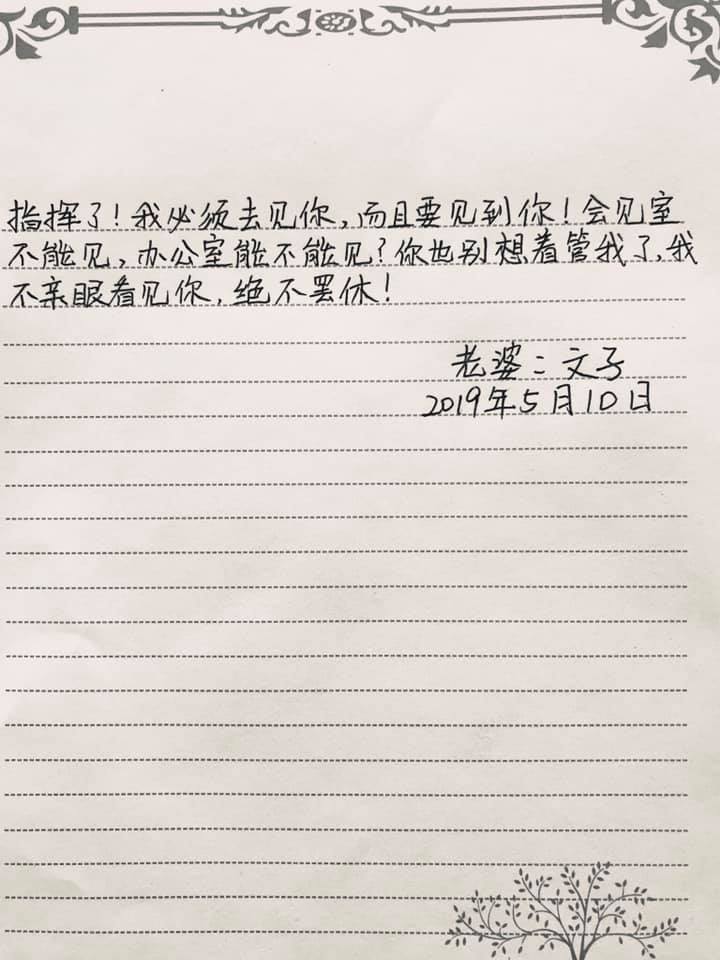 指挥了！我必须去见你，而且要见到你！会见室
不能见，办公室能不能见？你也别想着管我了，我
不亲眼看见你，绝不罢休！
老婆：文子
2019年5月10日